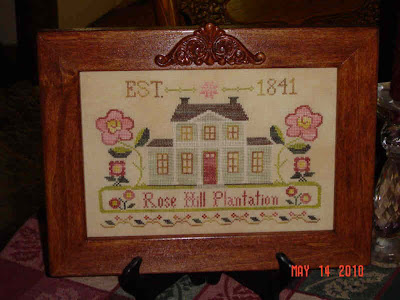 EST. 1841
Rose Hill Plantation
MAY 14 2010